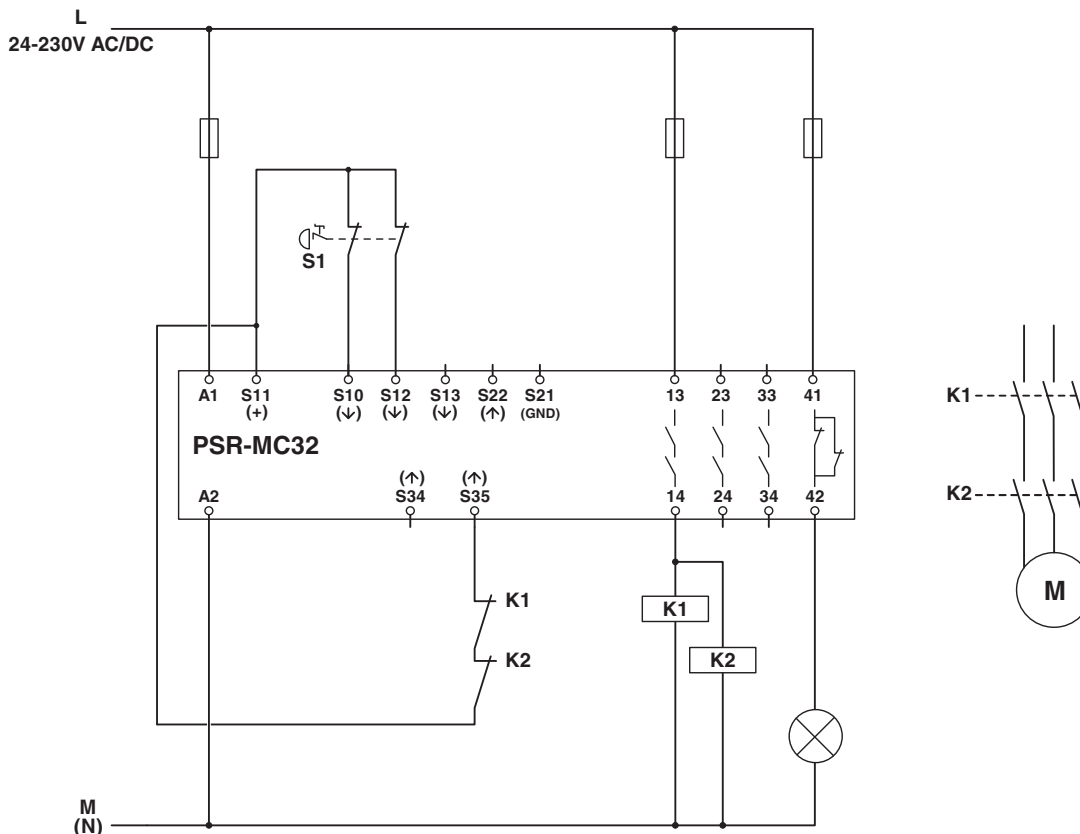 L
24-230V AC/DC
S1
A1 S11 S10 S12 S13 S22 S21 13 23 33 41
(+) (↓) (↓) (↓) (↑) (GND)
PSR-MC32
(↑) (↑)
A2 S34 S35 14 24 34 42
K1
K2
K1
K2
K1
K2
M
M
(N)